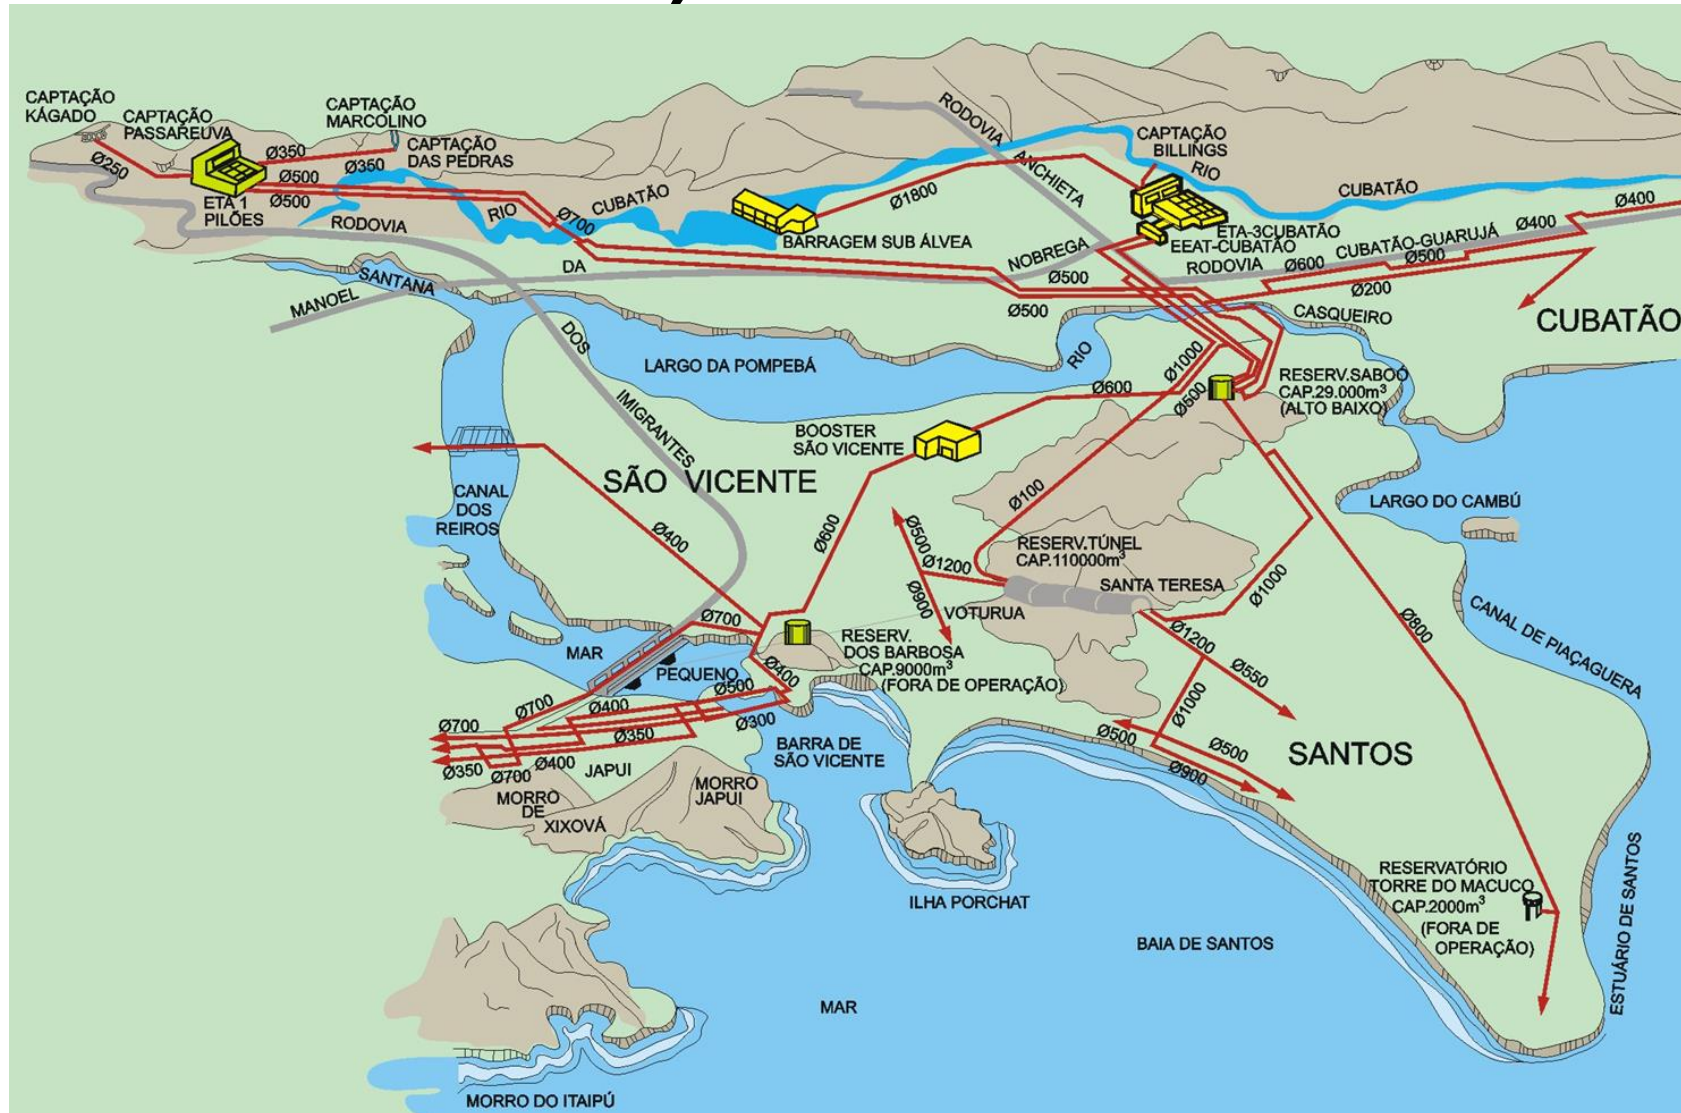 CAPTAÇÃO
KÁGADO
CAPTAÇÃO
PASSAREUVA
CAPTAÇÃO
MARCOLINO
CAPTAÇÃO
DAS PEDRAS
Ø250
Ø350
Ø350
Ø500
Ø500
ETA 1
PILÕES
RODOVIA
RIO
Ø700
CUBATÃO
BARRAGEM SUB ÁLVEA
Ø1800
RODOVIA
ANCHIETA
CAPTAÇÃO
BILLINGS
RIO
CUBATÃO
ETA-3CUBATÃO
EEAT-CUBATÃO
NOBREGA
RODOVIA
CUBATÃO-GUARUJÁ
Ø400
Ø400
Ø600
Ø500
Ø200
CUBATÃO
SANTANA
MANOEL
DA
Ø500
Ø500
DOS
IMIGRANTES
LARGO DA POMPEBÁ
RIO
CASQUEIRO
Ø1000
Ø500
Ø600
RESERV.SABOÓ
CAP.29.000m³
(ALTO BAIXO)
BOOSTER
SÃO VICENTE
SÃO VICENTE
CANAL
DOS
REIROS
Ø400
Ø600
Ø100
Ø500
Ø1200
Ø900
RESERV.TÚNEL
CAP.110000m³
SANTA TERESA
VOTURUA
Ø1000
LARGO DO CAMBÚ
CANAL DE PIAÇAGUERA
Ø800
Ø1200
Ø550
Ø1000
Ø500
Ø500
Ø900
SANTOS
MAR
PEQUENO
Ø700
RESERV.
DOS BARBOSA
CAP.9000m³
(FORA DE OPERAÇÃO)
Ø400
Ø500
Ø300
Ø700
Ø400
Ø700
Ø350
Ø350
Ø700
Ø400
JAPUI
MORRO
DE
XIXOVÁ
MORRO
JAPUI
BARRA DE
SÃO VICENTE
ILHA PORCHAT
BAIA DE SANTOS
RESERVATÓRIO
TORRE DO MACUCO
CAP.2000m³
(FORA DE
OPERAÇÃO)
ESTUÁRIO DE SANTOS
MAR
MORRO DO ITAIPÚ